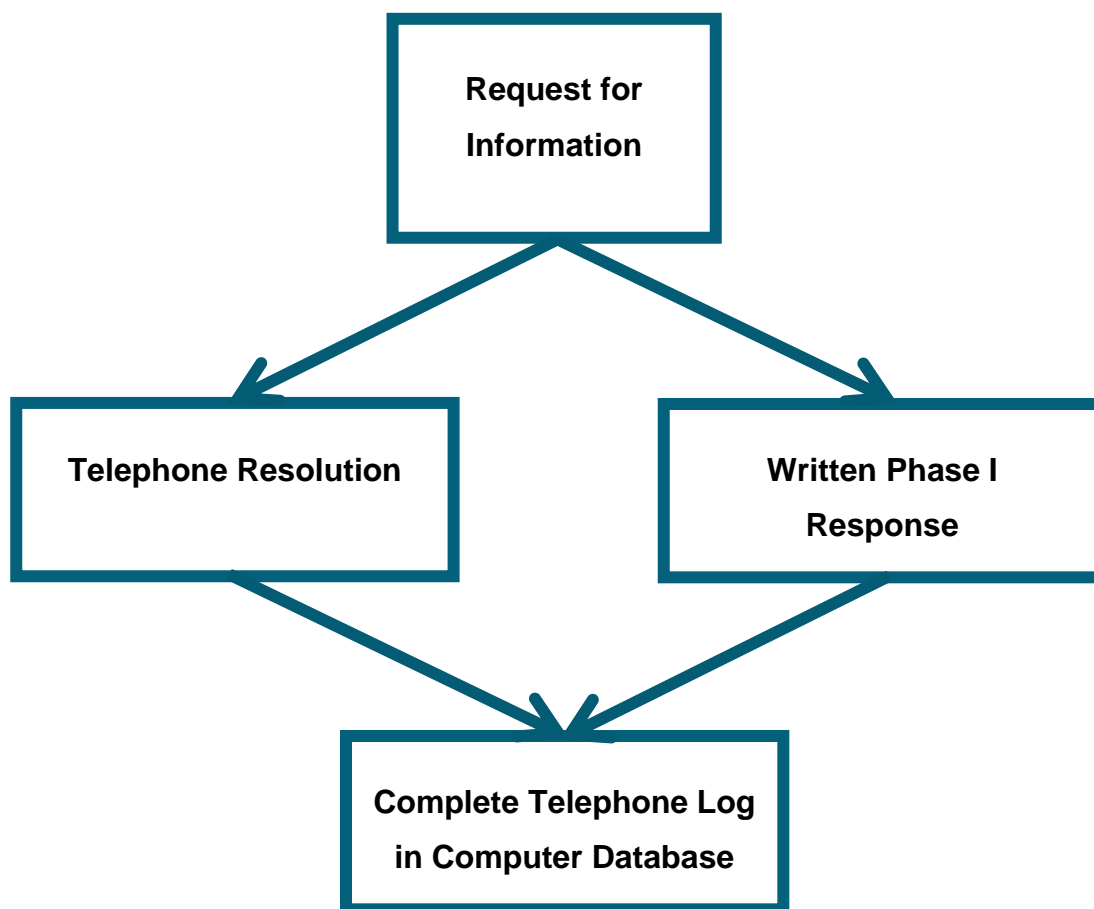 Request for
Information
Telephone Resolution
Written Phase I
Response
Complete Telephone Log
in Computer Database